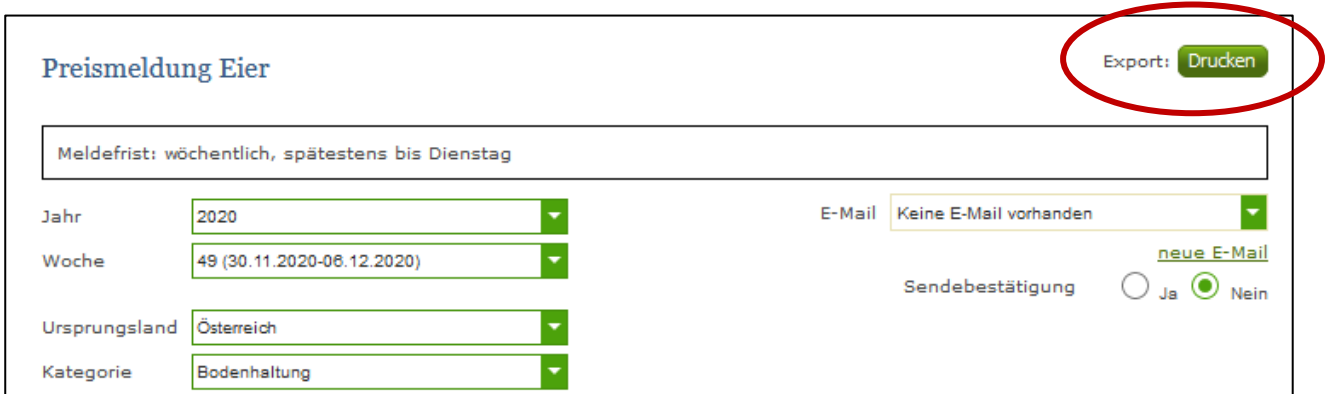 Preismeldung Eier
Export: Drucken
Meldefrist: wöchentlich, spätestens bis Dienstag
Jahr 2020 E-Mail Keine E-Mail vorhanden
Woche 49 (30.11.2020-06.12.2020) neue E-Mail
Sendebestätigung Ja Nein
Ursprungsland Österreich
Kategorie Bodenhaltung